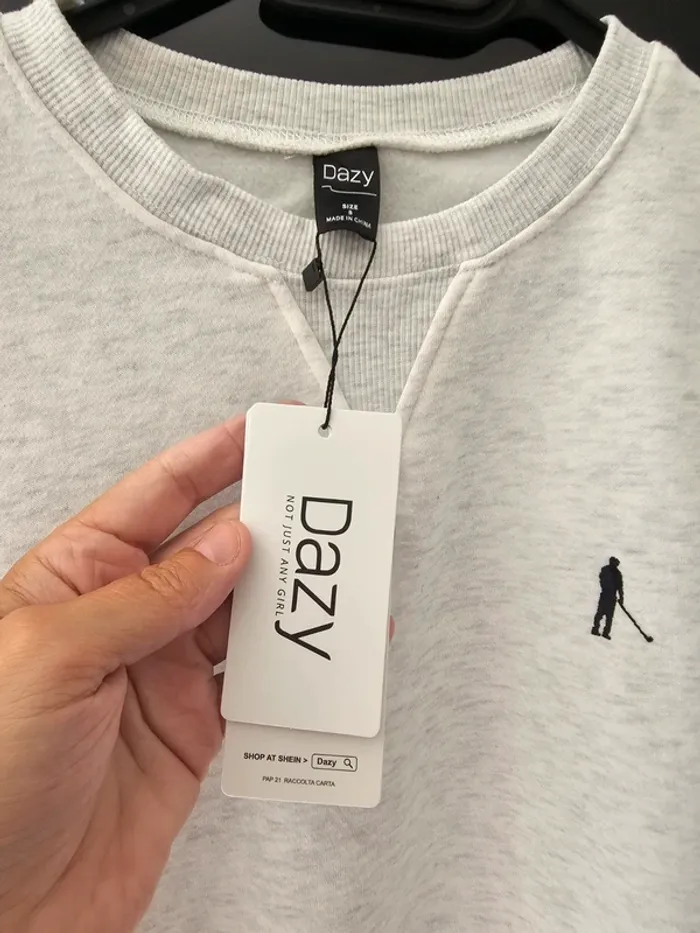 Dazy
SIZE
S
MADE IN CHINA
Dazy
NOT JUST ANY GIRL
SHOP AT SHEIN > Dazy
PAP 21 RACCOLTA CARTA